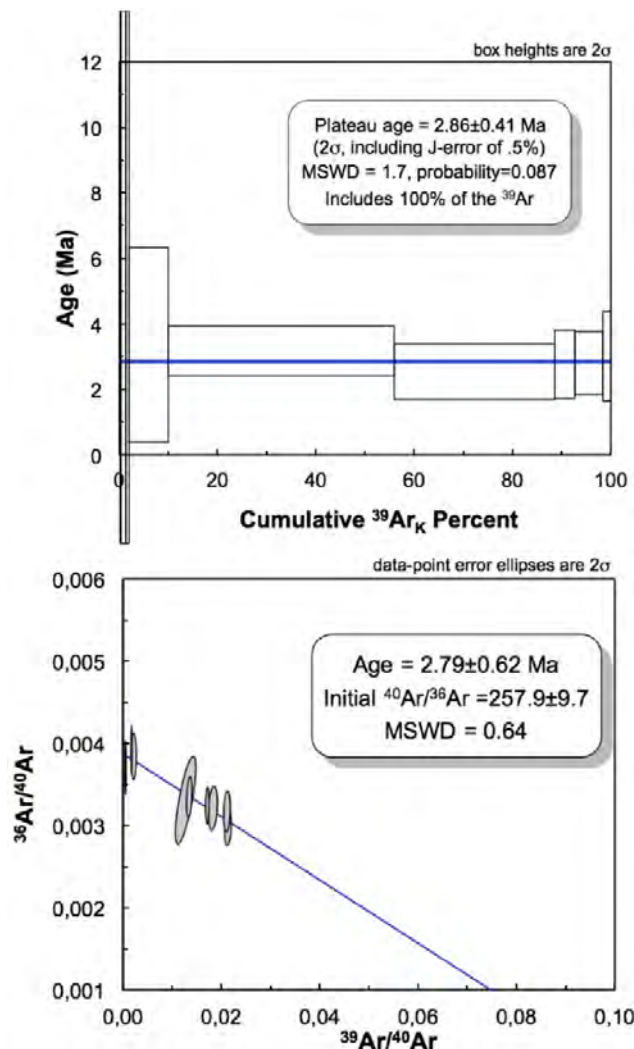 box heights are 2σ
12
10
8
6
4
2
0
Age (Ma)
Plateau age = 2.86±0.41 Ma
(2σ, including J-error of .5%)
MSWD = 1.7, probability=0.087
Includes 100% of the ³⁹Ar
0 20 40 60 80 100
Cumulative ³⁹Ar_K Percent
data-point error ellipses are 2σ
0,006
0,005
0,004
0,003
0,002
0,001
³⁶Ar/⁴⁰Ar
Age = 2.79±0.62 Ma
Initial ⁴⁰Ar/³⁶Ar =257.9±9.7
MSWD = 0.64
0,00 0,02 0,04 0,06 0,08 0,10
³⁹Ar/⁴⁰Ar